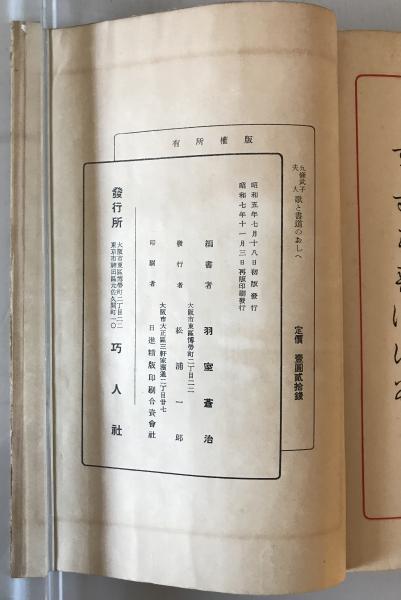 九條武子
夫人 歌と書道のおしへ
定價 壹圓貳拾錢
版權所有
昭和五年七月十八日初版發行
昭和七年十一月三日再版印刷發行
編書者 羽室蒼治
大阪市東區博勞町二丁目二二
發行者 松浦一郎
大阪市大正區三軒家濱通二丁目廿七
印刷者 日進精版印刷合資會社
發行所 巧人社
大阪市東區博勞町二丁目二二
東京市神田區元佐久間町一〇